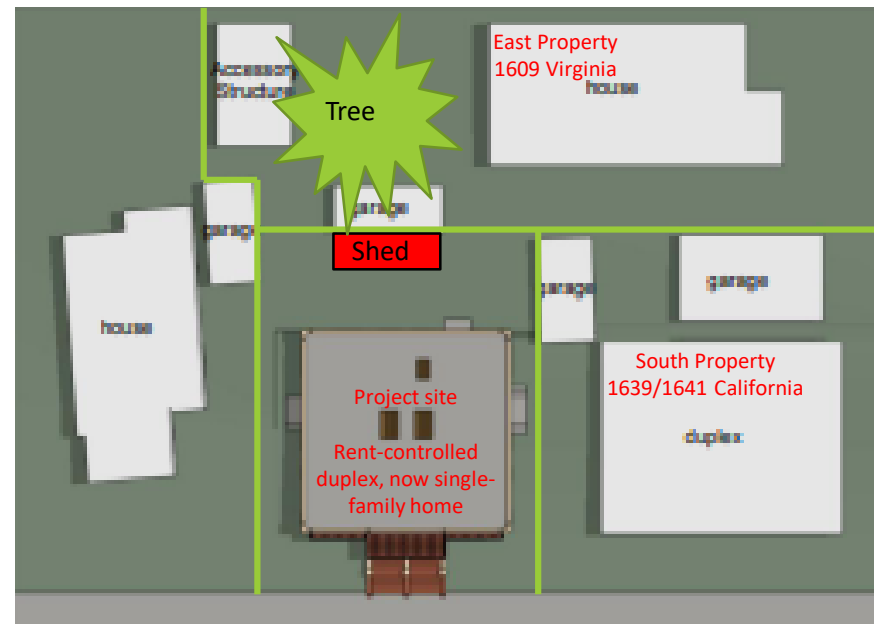 East Property
1609 Virginia
house
Accessory
Structure
Tree
garage
garage
Shed
garage
garage
house
South Property
1639/1641 California
duplex
Project site
Rent-controlled
duplex, now single-
family home